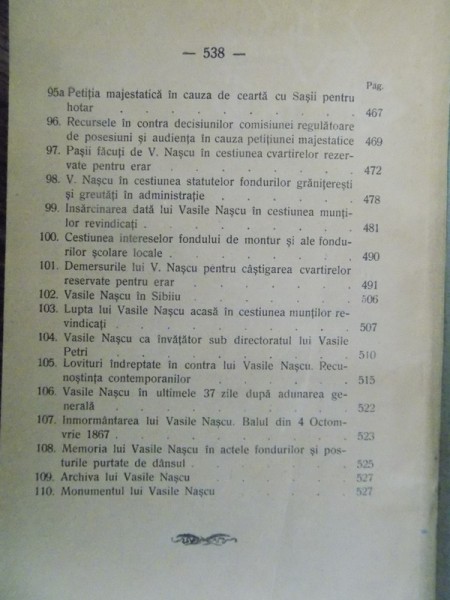 — 538 —
Pag.
95a Petiția majestatică în cauza de ceartă cu Sașii pentru
hotar . . . . . . . . . 467
96. Recursele în contra decisiunilor comisiunei regulătoare
de posesiuni și audiența în cauza petițiunei majestatice 469
97. Pașii făcuți de V. Nașcu în cestiunea cvartirelor rezer-
vate pentru erar . . . . . . . 472
98. V. Nașcu în cestiunea statutelor fondurilor grănițerești
și greutăți în administrație . . . . . 478
99. Insărcinarea dată lui Vasile Nașcu în cestiunea munți-
lor revindicați . . . . . . . . 481
100. Cestiunea intereselor fondului de montur și ale fondu-
rilor școlare locale . . . . . . . 490
101. Demersurile lui V. Nașcu pentru câștigarea cvartirelor
reservate pentru erar . . . . . . 491
102. Vasile Nașcu în Sibiiu . . . . . . 506
103. Lupta lui Vasile Nașcu acasă în cestiunea munților re-
vindicați . . . . . . . . . 507
104. Vasile Nașcu ca învățător sub directoratul lui Vasile
Petri . . . . . . . . . 510
105. Lovituri îndreptate în contra lui Vasile Nașcu. Recu-
noștința contemporanilor . . . . . . 515
106. Vasile Nașcu în ultimele 37 zile după adunarea ge-
nerală . . . . . . . . . 522
107. Inmormântarea lui Vasile Nașcu. Balul din 4 Octom-
vrie 1867 . . . . . . . . . 523
108. Memoria lui Vasile Nașcu în actele fondurilor și pos-
turile purtate de dânsul . . . . . . 525
109. Archiva lui Vasile Nașcu . . . . . 527
110. Monumentul lui Vasile Nașcu . . . . 527